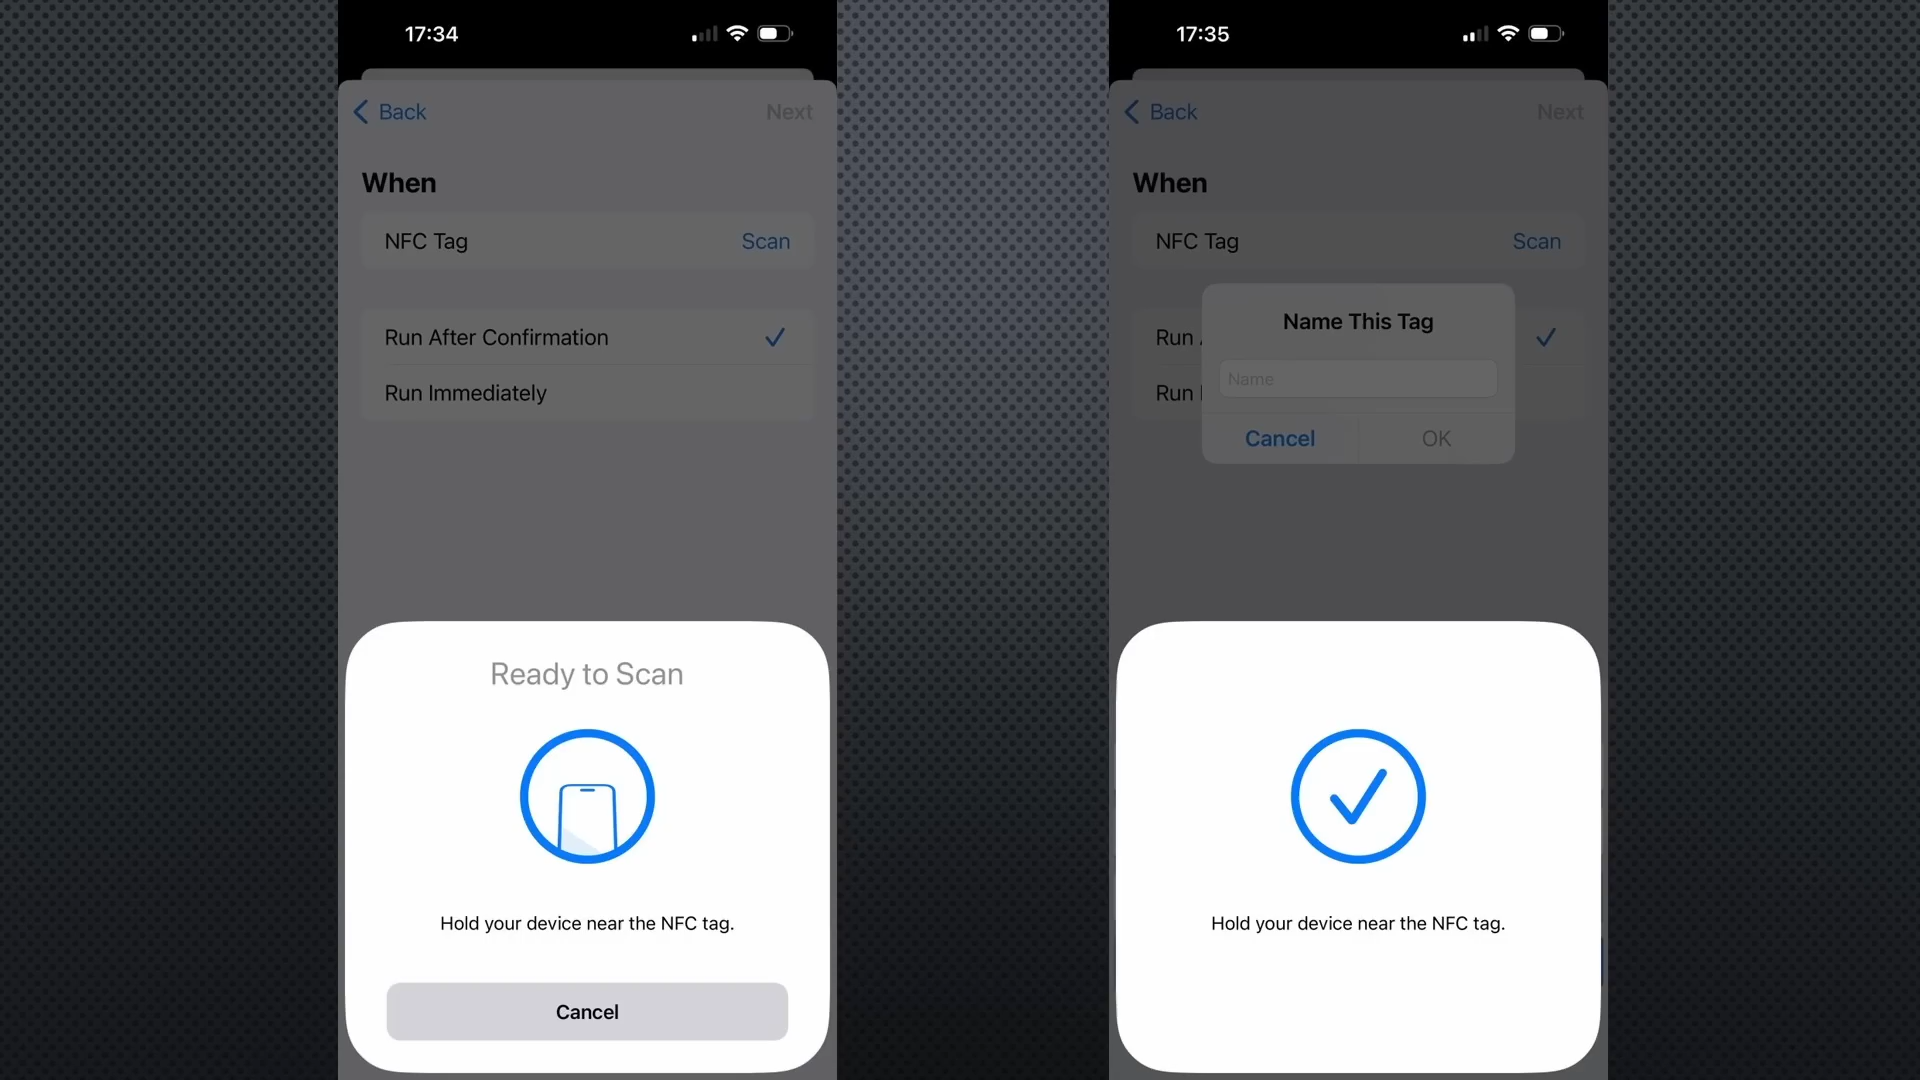 17:34
Back
Next
When
NFC Tag
Scan
Run After Confirmation
Run Immediately
Ready to Scan
Hold your device near the NFC tag.
Cancel
17:35
Back
Next
When
NFC Tag
Scan
Run
Name This Tag
Run
Name
Cancel
OK
Hold your device near the NFC tag.